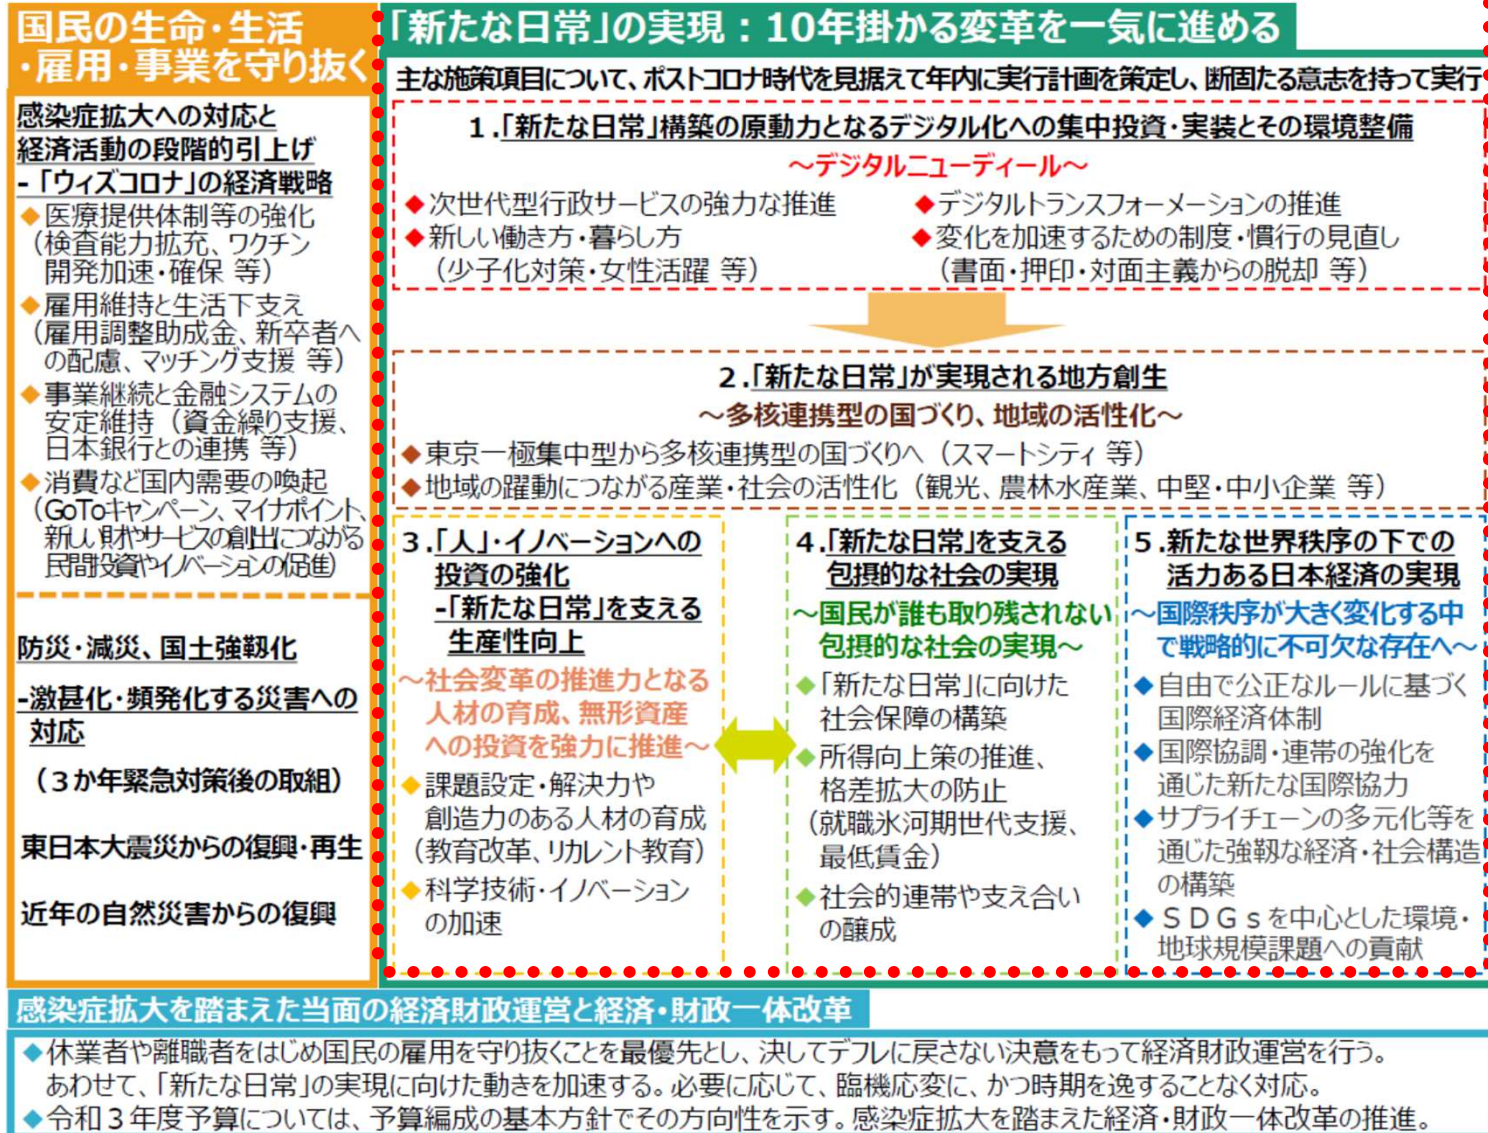 国民の生命・生活
・雇用・事業を守り抜く
感染症拡大への対応と
経済活動の段階的引上げ
-「ウィズコロナ」の経済戦略
◆医療提供体制等の強化
(検査能力拡充、ワクチン
開発加速・確保 等)
◆雇用維持と生活下支え
(雇用調整助成金、新卒者へ
の配慮、マッチング支援 等)
◆事業継続と金融システムの
安定維持(資金繰り支援、
日本銀行との連携 等)
◆消費など国内需要の喚起
(GoToキャンペーン、マイナポイント、
新しい財やサービスの創出につながる
民間投資やイノベーションの促進)
防災・減災、国土強靱化
-激甚化・頻発化する災害への
対応
(3か年緊急対策後の取組)
東日本大震災からの復興・再生
近年の自然災害からの復興
「新たな日常」の実現:10年掛かる変革を一気に進める
主な施策項目について、ポストコロナ時代を見据えて年内に実行計画を策定し、断固たる意志を持って実行
1.「新たな日常」構築の原動力となるデジタル化への集中投資・実装とその環境整備
~デジタルニューディール~
◆次世代型行政サービスの強力な推進
◆新しい働き方・暮らし方
(少子化対策・女性活躍 等)
◆デジタルトランスフォーメーションの推進
◆変化を加速するための制度・慣行の見直し
(書面・押印・対面主義からの脱却 等)
2.「新たな日常」が実現される地方創生
~多核連携型の国づくり、地域の活性化~
◆東京一極集中型から多核連携型の国づくりへ(スマートシティ 等)
◆地域の躍動につながる産業・社会の活性化(観光、農林水産業、中堅・中小企業 等)
3.「人」・イノベーションへの
投資の強化
-「新たな日常」を支える
生産性向上
~社会変革の推進力となる
人材の育成、無形資産
への投資を強力に推進~
◆課題設定・解決力や
創造力のある人材の育成
(教育改革、リカレント教育)
◆科学技術・イノベーション
の加速
4.「新たな日常」を支える
包摂的な社会の実現
~国民が誰も取り残されない
包摂的な社会の実現~
◆「新たな日常」に向けた
社会保障の構築
◆所得向上策の推進、
格差拡大の防止
(就職氷河期世代支援、
最低賃金)
◆社会的連帯や支え合い
の醸成
5.新たな世界秩序の下での
活力ある日本経済の実現
~国際秩序が大きく変化する中
で戦略的に不可欠な存在へ~
◆自由で公正なルールに基づく
国際経済体制
◆国際協調・連帯の強化を
通じた新たな国際協力
◆サプライチェーンの多元化等を
通じた強靱な経済・社会構造
の構築
◆SDGsを中心とした環境・
地球規模課題への貢献
感染症拡大を踏まえた当面の経済財政運営と経済・財政一体改革
◆休業者や離職者をはじめ国民の雇用を守り抜くことを最優先とし、決してデフレに戻さない決意をもって経済財政運営を行う。
あわせて、「新たな日常」の実現に向けた動きを加速する。必要に応じて、臨機応変に、かつ時期を逸することなく対応。
◆令和3年度予算については、予算編成の基本方針でその方向性を示す。感染症拡大を踏まえた経済・財政一体改革の推進。